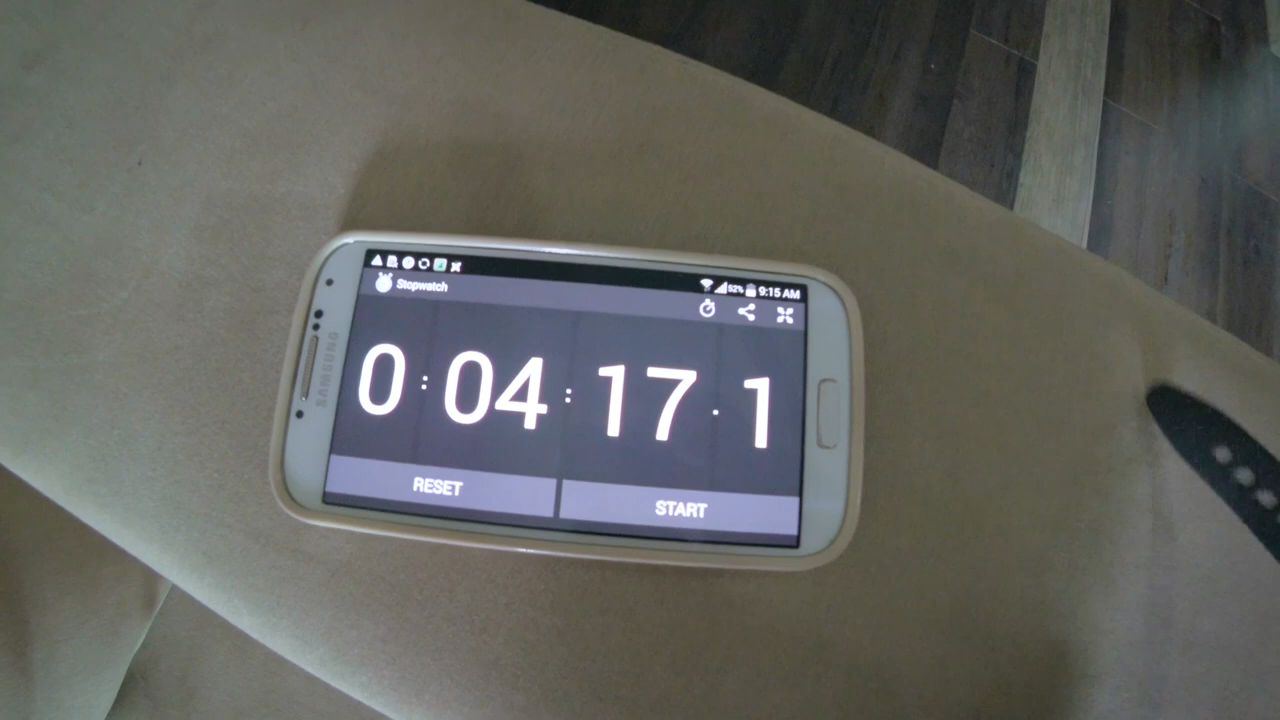 52% 9:15 AM
Stopwatch
SAMSUNG
0:04:17.1
RESET START